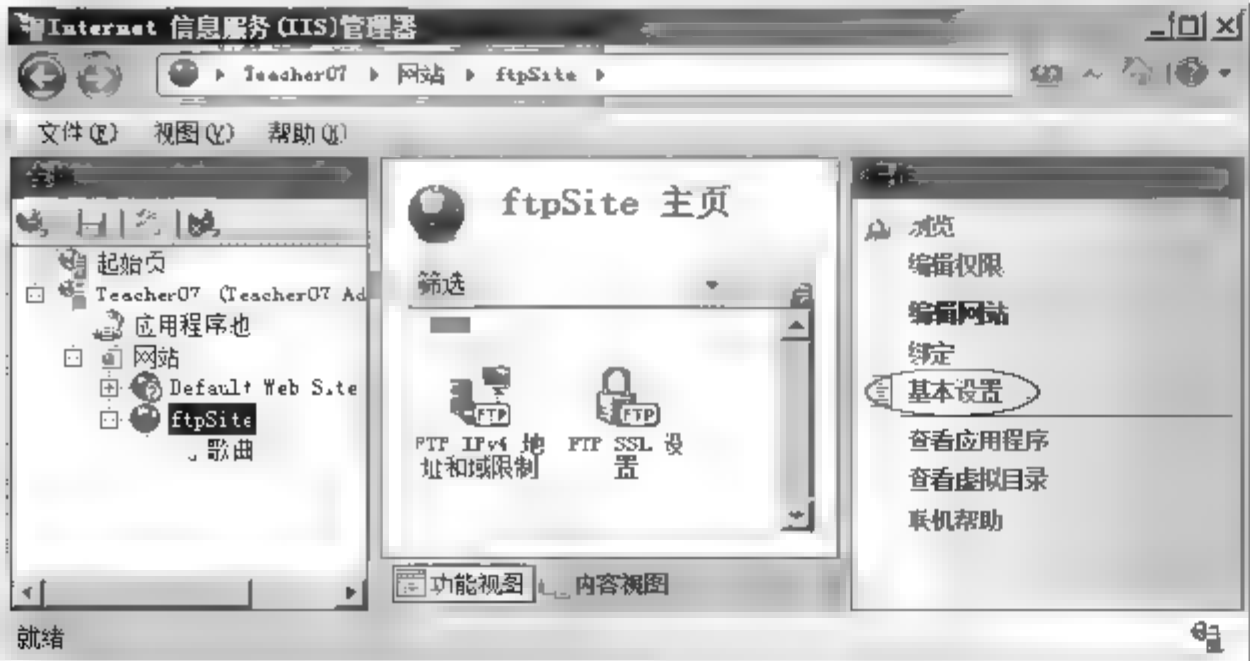 Internet 信息服务(IIS)管理器
Teacher07 网站 ftpSite
文件(F) 视图(V) 帮助(H)
起始页
Teacher07 (Teacher07 Ad
应用程序池
网站
Default Web Site
ftpSite
歌曲
ftpSite 主页
筛选
FTP IPv4 地
址和域限制
FTP SSL 设
置
功能视图 内容视图
浏览
编辑权限
编辑网站
绑定
基本设置
查看应用程序
查看虚拟目录
联机帮助
就绪